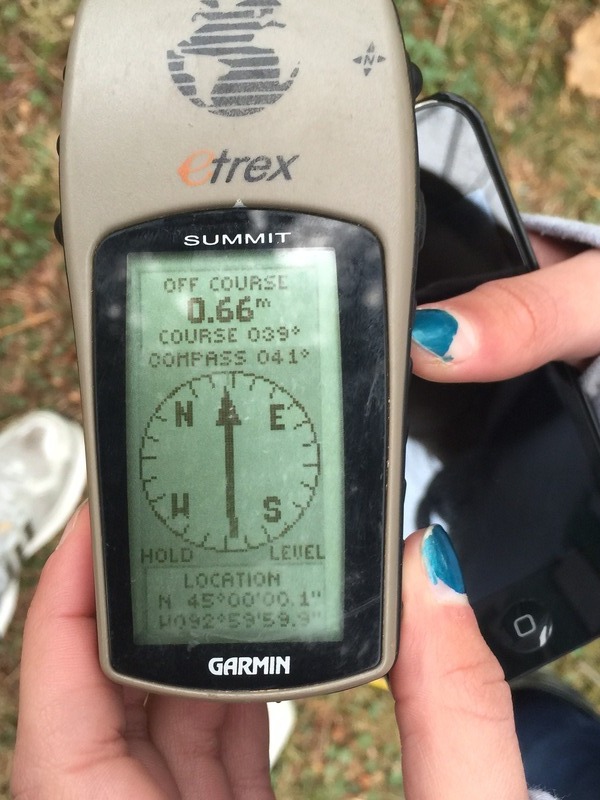 N
etrex
SUMMIT
OFF COURSE
0.66m
COURSE 039°
COMPASS 041°
N E
W S
HOLD LEVEL
LOCATION
N 45°00'00.1"
W092°59'59.9"
GARMIN